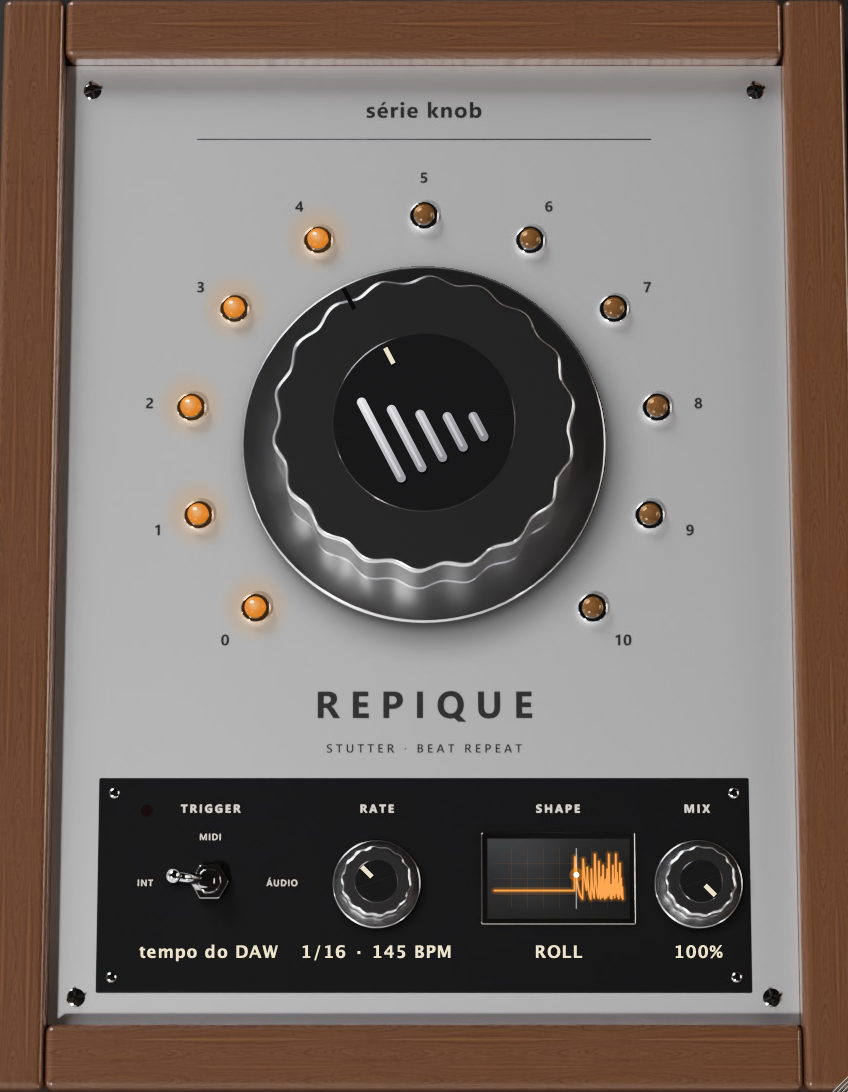 série knob
5
4 6
3 7
2 8
1 9
0 10
REPIQUE
STUTTER · BEAT REPEAT
TRIGGER RATE SHAPE MIX
MIDI
INT ÁUDIO
tempo do DAW 1/16 · 145 BPM ROLL 100%